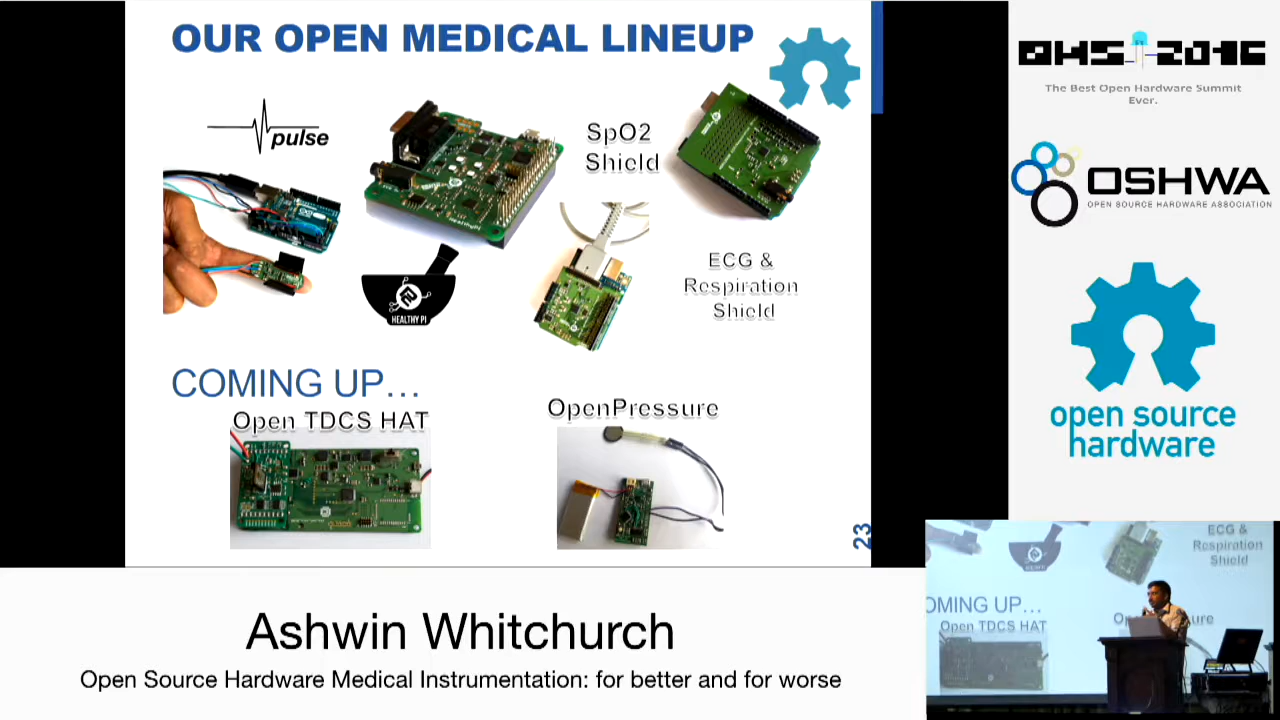 OUR OPEN MEDICAL LINEUP
pulse
SpO2
Shield
HEALTHY PI
ECG &
Respiration
Shield
COMING UP...
Open TDCS HAT
OpenPressure
23
OHS 2016
The Best Open Hardware Summit
Ever.
OSHWA
OPEN SOURCE HARDWARE ASSOCIATION
open source
hardware
ECG &
Respiration
Shield
OMING UP...
Open TDCS HAT
Ashwin Whitchurch
Open Source Hardware Medical Instrumentation: for better and for worse